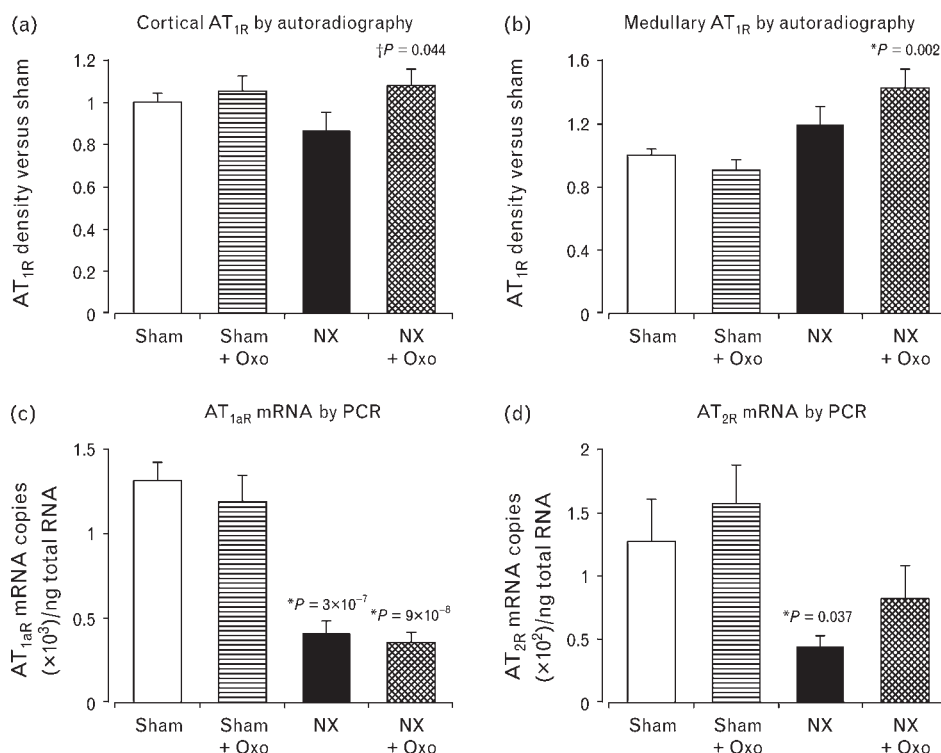 (a)
Cortical AT1R by autoradiography
†P = 0.044
AT1R density versus sham
1.2
1
0.8
0.6
0.4
0.2
0
Sham
Sham
+ Oxo
NX
NX
+ Oxo
(b)
Medullary AT1R by autoradiography
*P = 0.002
AT1R density versus sham
1.6
1.2
0.8
0.4
0
Sham
Sham
+ Oxo
NX
NX
+ Oxo
(c)
AT1aR mRNA by PCR
AT1aR mRNA copies
(×10³)/ng total RNA
1.5
1
0.5
0
*P = 3×10⁻⁷
*P = 9×10⁻⁸
Sham
Sham
+ Oxo
NX
NX
+ Oxo
(d)
AT2R mRNA by PCR
AT2R mRNA copies
(×10²)/ng total RNA
2
1.5
1
0.5
0
*P = 0.037
Sham
Sham
+ Oxo
NX
NX
+ Oxo